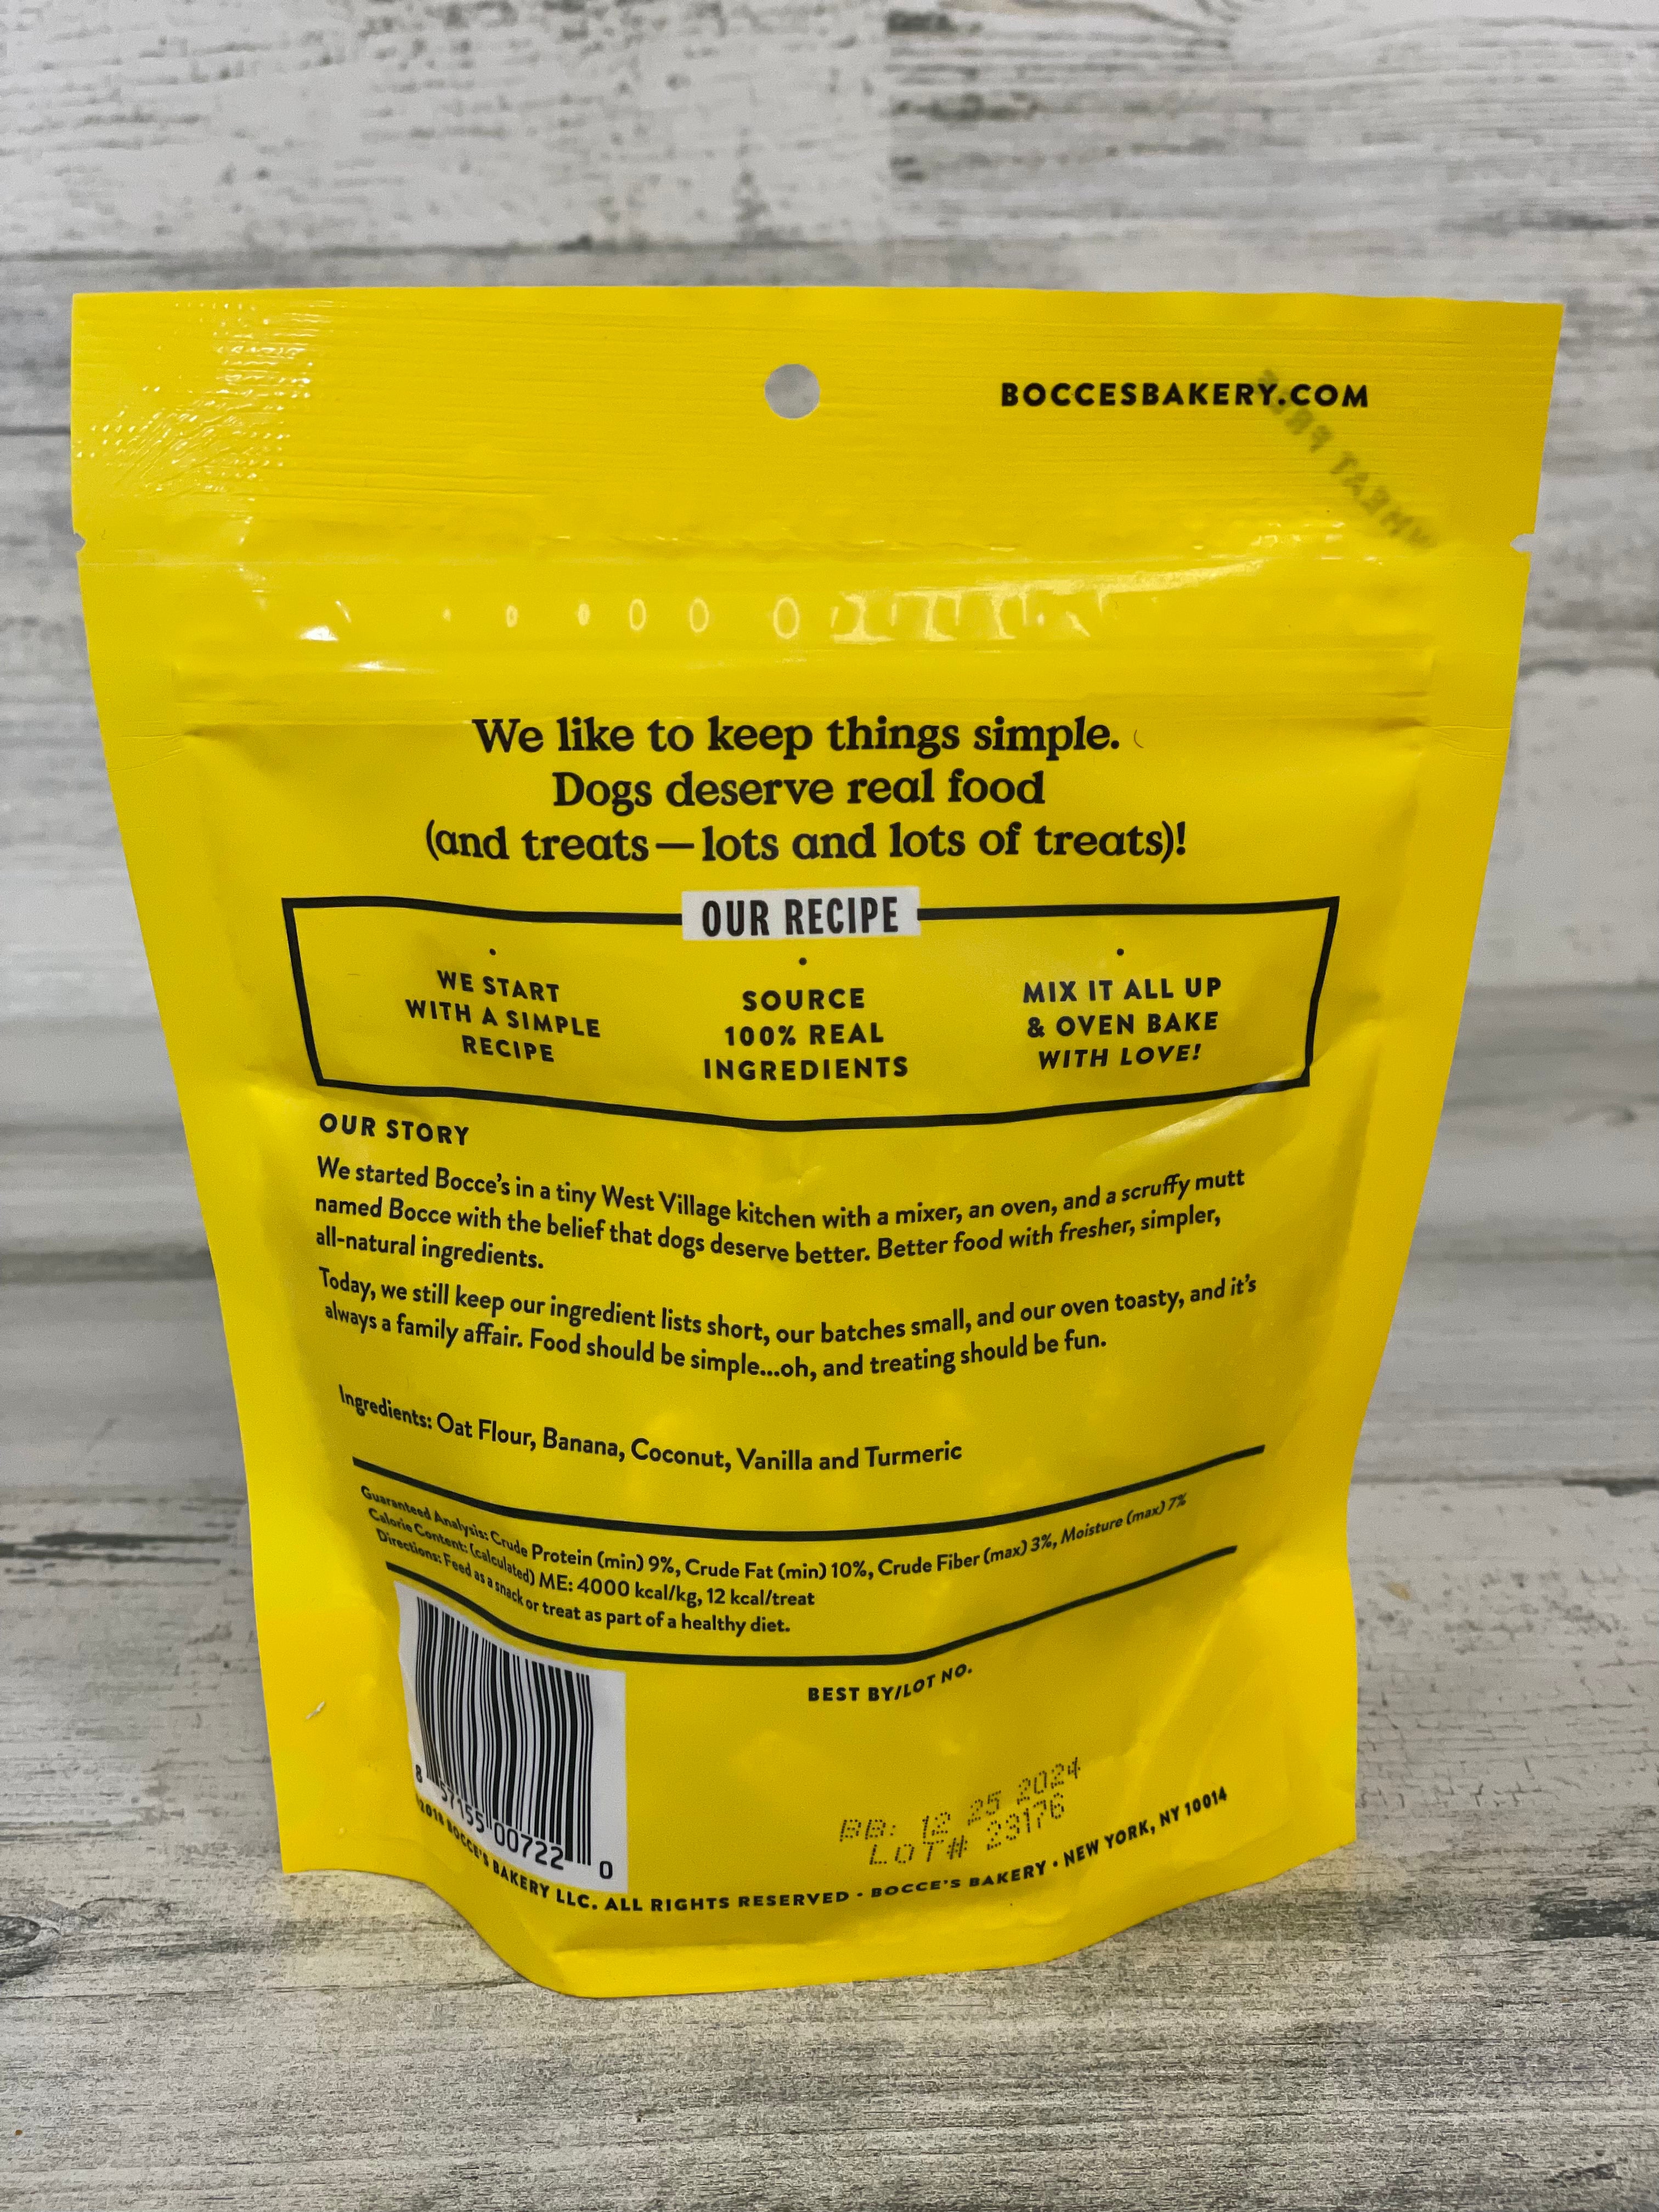 BOCCESBAKERY.COM
WHEAT FREE
We like to keep things simple.
Dogs deserve real food
(and treats—lots and lots of treats)!
OUR RECIPE
• WE START
WITH A SIMPLE
RECIPE
• SOURCE
100% REAL
INGREDIENTS
• MIX IT ALL UP
& OVEN BAKE
WITH LOVE!
OUR STORY
We started Bocce's in a tiny West Village kitchen with a mixer, an oven, and a scruffy mutt
named Bocce with the belief that dogs deserve better. Better food with fresher, simpler,
all-natural ingredients.
Today, we still keep our ingredient lists short, our batches small, and our oven toasty, and it's
always a family affair. Food should be simple...oh, and treating should be fun.
Ingredients: Oat Flour, Banana, Coconut, Vanilla and Turmeric
Guaranteed Analysis: Crude Protein (min) 9%, Crude Fat (min) 10%, Crude Fiber (max) 3%, Moisture (max) 7%
Calorie Content: (calculated) ME: 4000 kcal/kg, 12 kcal/treat
Directions: Feed as a snack or treat as part of a healthy diet.
BEST BY/LOT NO.
BB: 12 25 2024
LOT# 23176
8 57155 00722 0
©2018 BOCCE'S BAKERY LLC. ALL RIGHTS RESERVED • BOCCE'S BAKERY • NEW YORK, NY 10014